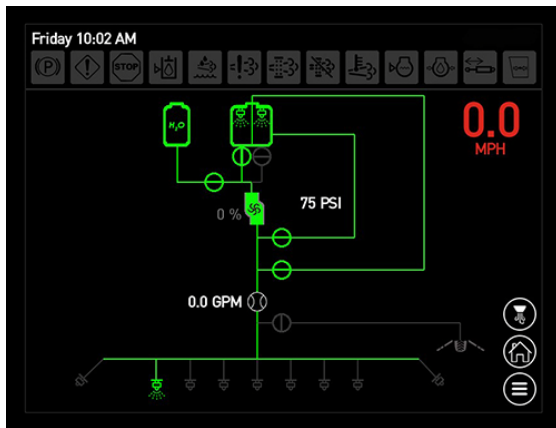 Friday 10:02 AM
(P)
STOP
H₂O
0.0
MPH
75 PSI
0 %
0.0 GPM